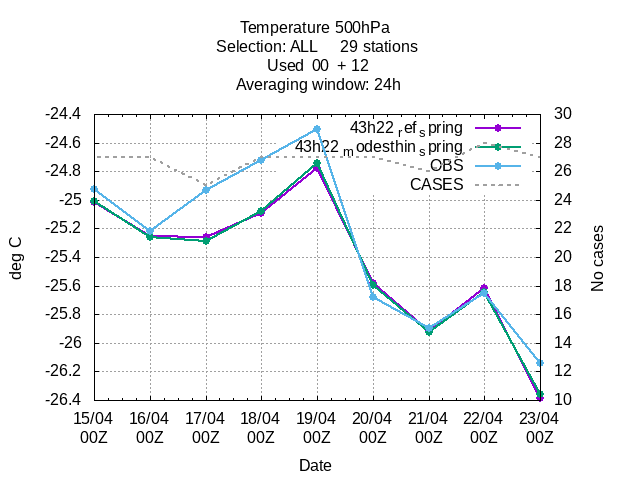 Temperature 500hPa
Selection: ALL 29 stations
Used 00 + 12
Averaging window: 24h
-24.4
-24.6
-24.8
-25
-25.2
-25.4
-25.6
-25.8
-26
-26.2
-26.4
deg C
30
28
26
24
22
20
18
16
14
12
10
No cases
43h22 refspring
43h22 modesthinspring
OBS
CASES
15/04 16/04 17/04 18/04 19/04 20/04 21/04 22/04 23/04
00Z 00Z 00Z 00Z 00Z 00Z 00Z 00Z 00Z
Date